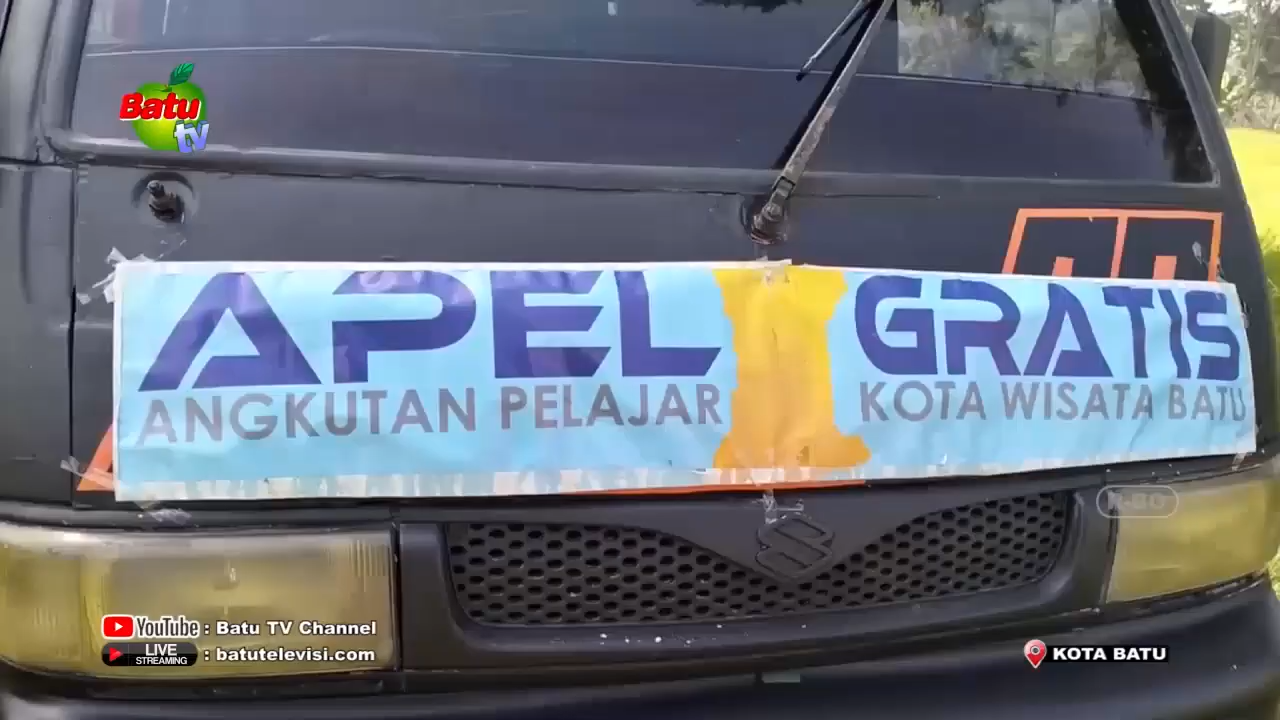 Batu
tv
APEL GRATIS
ANGKUTAN PELAJAR KOTA WISATA BATU
YouTube : Batu TV Channel
LIVE
STREAMING : batutelevisi.com
KOTA BATU